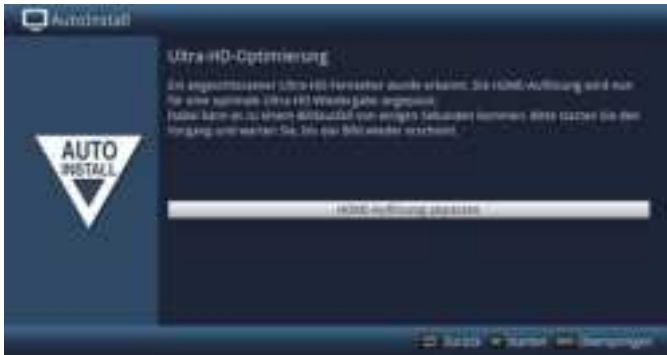 AutoInstall
Ultra-HD-Optimierung
Ein angeschlossener Ultra-HD-Fernseher wurde erkannt. Die HDMI-Auflösung wird nun
für eine optimale Ultra-HD-Wiedergabe angepasst.
Dabei kann es zu einem Bildausfall von einigen Sekunden kommen. Bitte starten Sie den
Vorgang und warten Sie, bis das Bild wieder erscheint.
AUTO
INSTALL
HDMI-Auflösung anpassen
Zurück Starten Überspringen